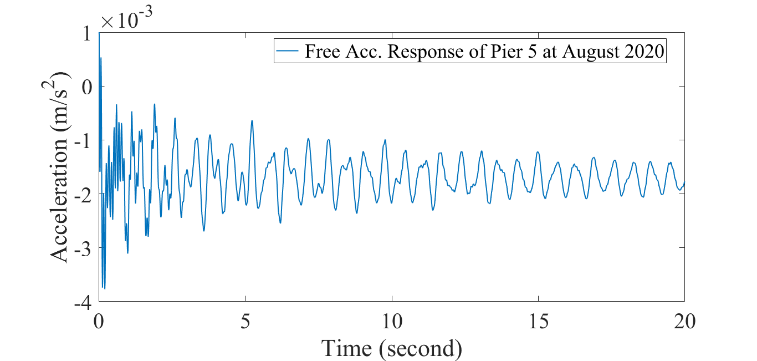 ×10-3
Free Acc. Response of Pier 5 at August 2020
1
0
-1
-2
-3
-4
Acceleration (m/s2)
0 5 10 15 20
Time (second)